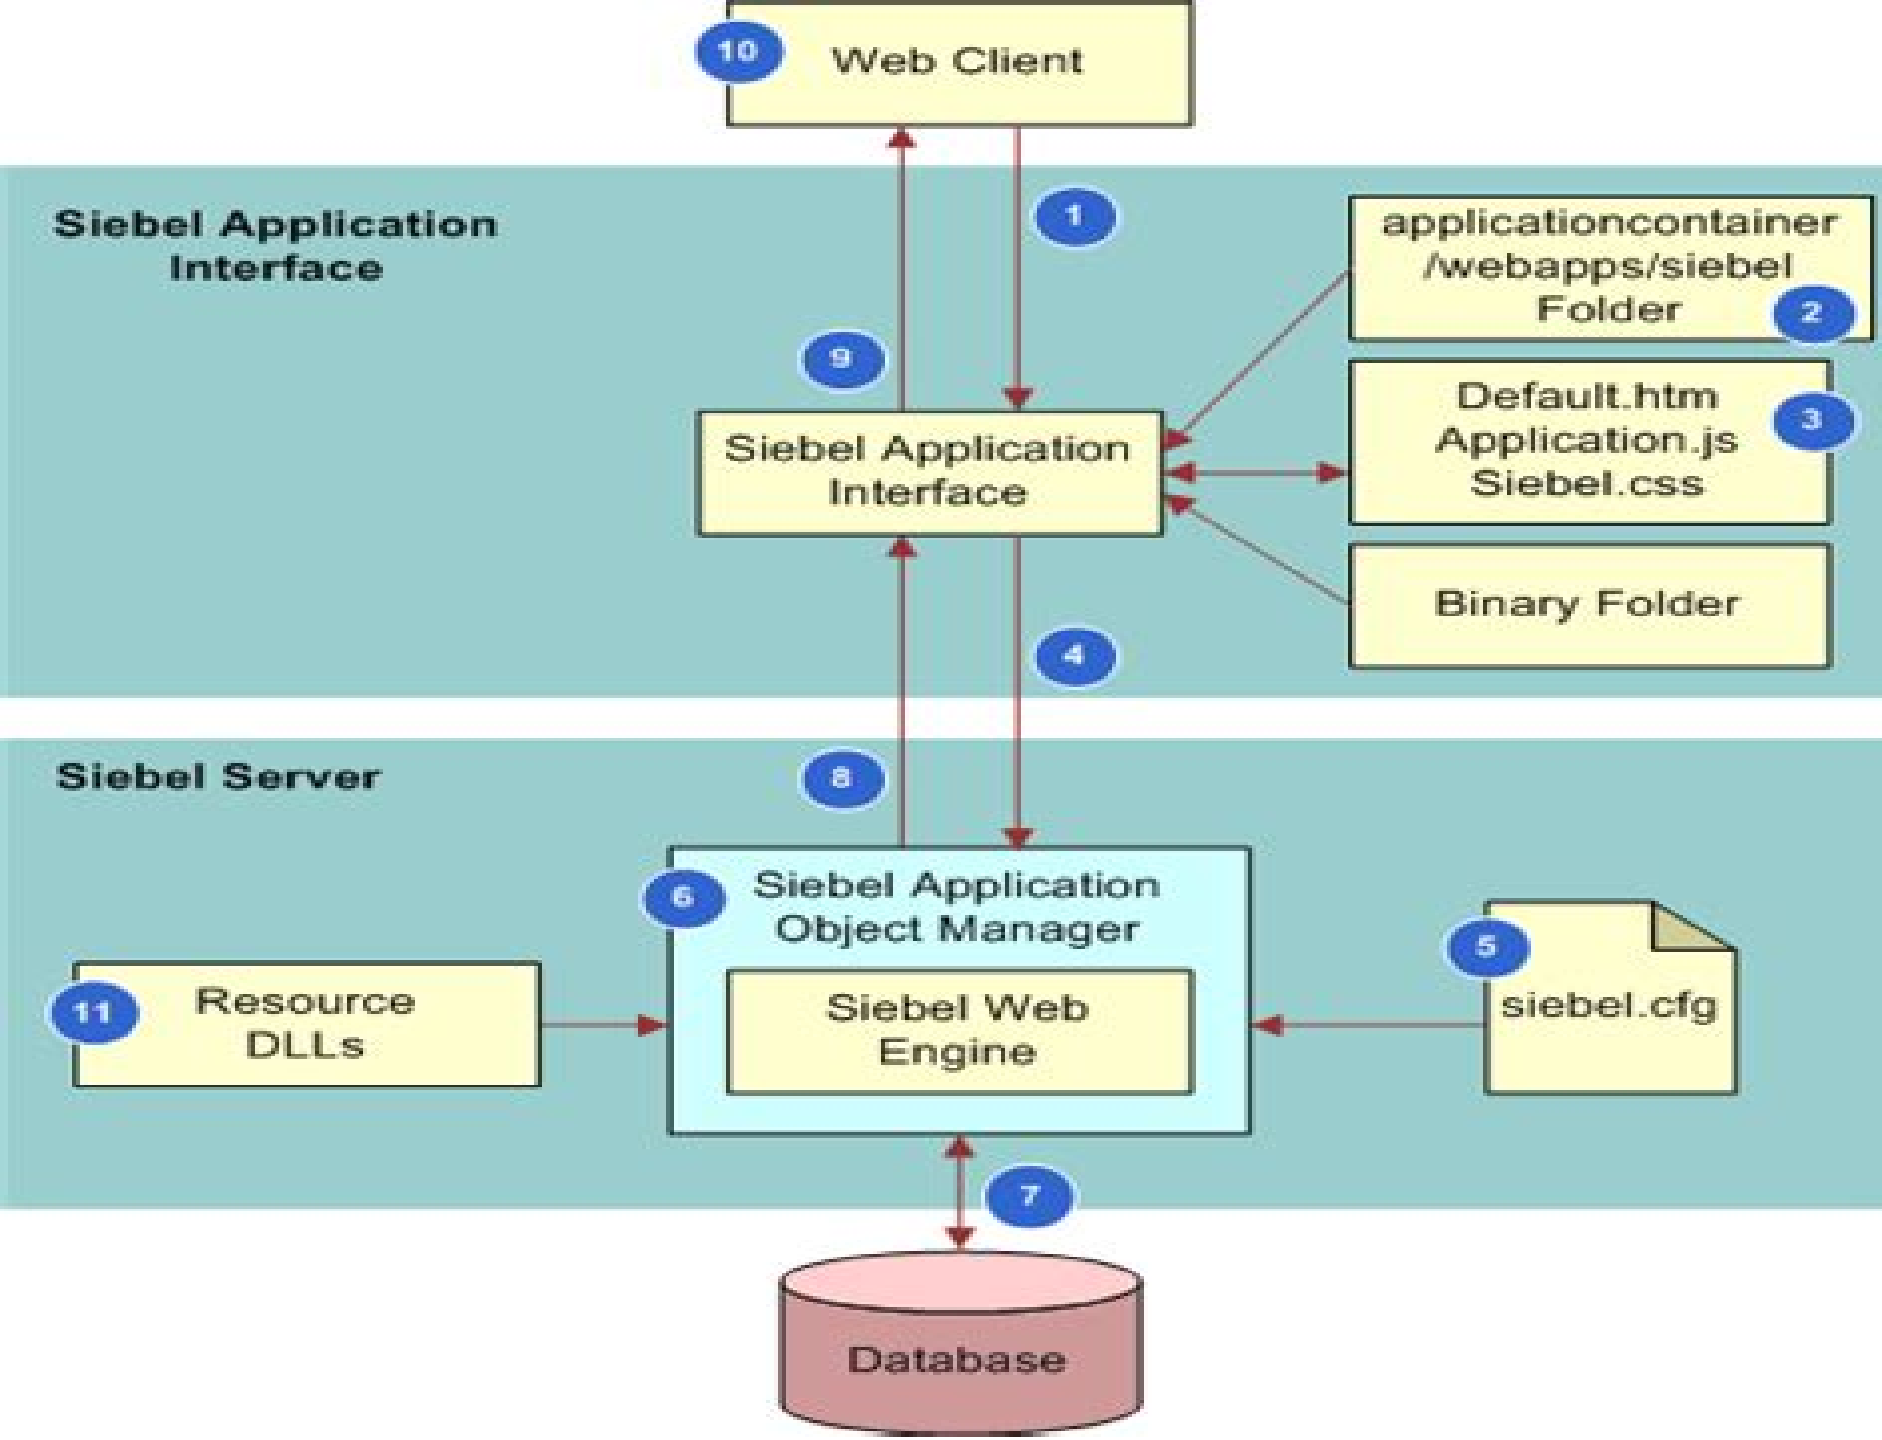 10
Web Client
Siebel Application
Interface
1
applicationcontainer
/webapps/siebel
Folder
2
9
Default.htm
Application.js
Siebel.css
3
Siebel Application
Interface
Binary Folder
4
Siebel Server
8
6
Siebel Application
Object Manager
5
siebel.cfg
11
Resource
DLLs
Siebel Web
Engine
7
Database